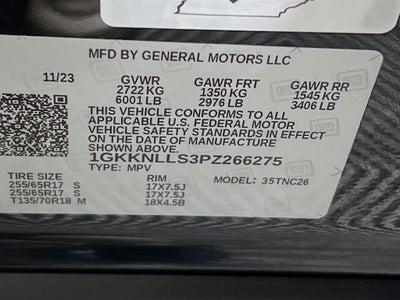 MFD BY GENERAL MOTORS LLC
11/23 GVWR GAWR FRT GAWR RR
2722 KG 1350 KG 1545 KG
6001 LB 2976 LB 3406 LB
THIS VEHICLE CONFORMS TO ALL
APPLICABLE U.S. FEDERAL MOTOR
VEHICLE SAFETY STANDARDS IN EFFECT
ON THE DATE OF MANUFACTURE
SHOWN ABOVE.
1GKKNLLS3PZ266275
TYPE: MPV MODEL: 35TNC26
TIRE SIZE RIM
255/65R17 S 17X7.5J
255/65R17 S 17X7.5J
T135/70R18 M 18X4.5B
gm